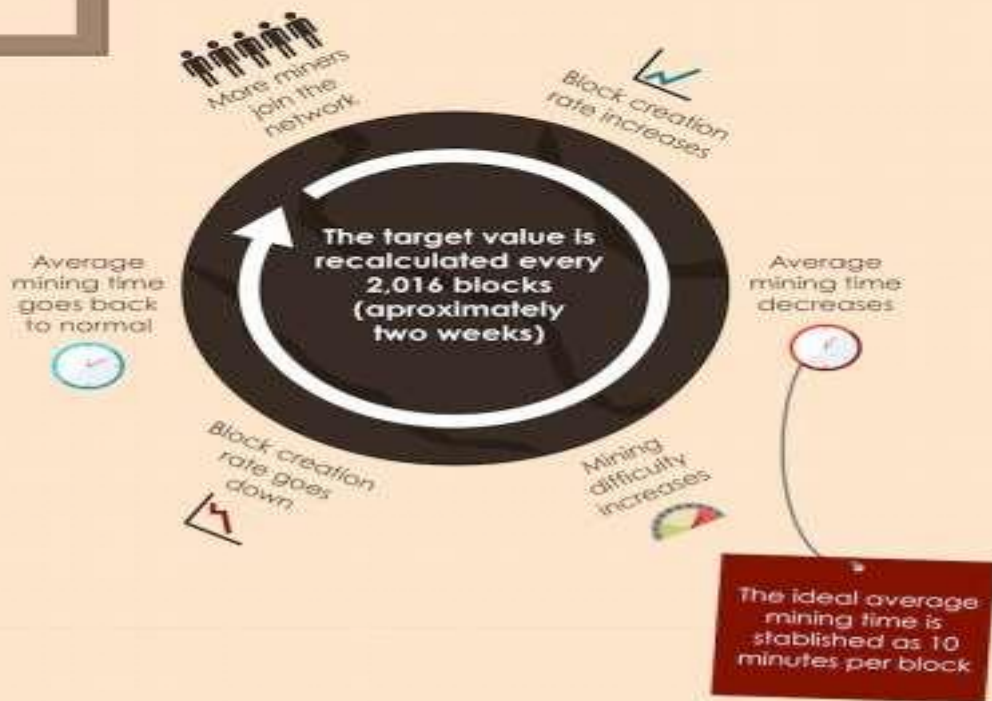 More miners
join the
network
Block creation
rate increases
Average
mining time
decreases
Mining
difficulty
increases
Block creation
rate goes
down
Average
mining time
goes back
to normal
The target value is
recalculated every
2,016 blocks
(aproximately
two weeks)
The ideal average
mining time is
stablished as 10
minutes per block